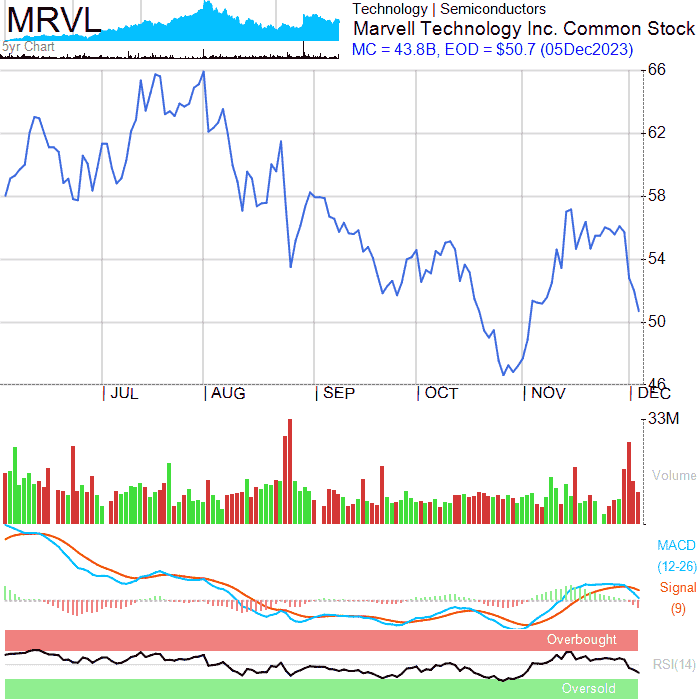 MRVL
Technology | Semiconductors
Marvell Technology Inc. Common Stock
MC = 43.8B, EOD = $50.7 (05Dec2023)
5yr Chart
66
62
58
54
50
46
JUL
AUG
SEP
OCT
NOV
DEC
33M
Volume
MACD
(12-26)
Signal
(9)
Overbought
RSI(14)
Oversold